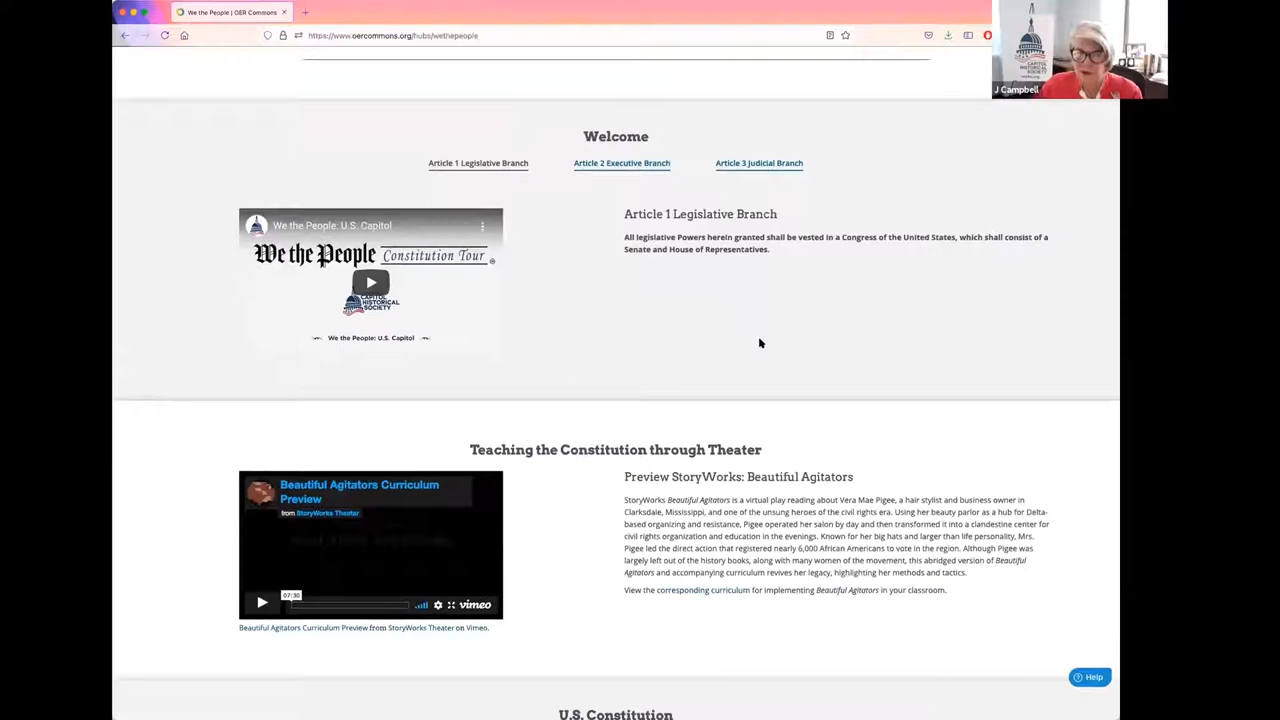 We the People | OER Commons
https://www.oercommons.org/hubs/wethepeople
CAPITOL
HISTORICAL
SOCIETY
J Campbell
Welcome
Article 1 Legislative Branch
Article 2 Executive Branch
Article 3 Judicial Branch
We the People: U.S. Capitol
We the People Constitution Tour
CAPITOL
HISTORICAL
SOCIETY
We the People: U.S. Capitol
Article 1 Legislative Branch
All legislative Powers herein granted shall be vested in a Congress of the United States, which shall consist of a
Senate and House of Representatives.
Teaching the Constitution through Theater
Beautiful Agitators Curriculum
Preview
from StoryWorks Theater
07:30
vimeo
Beautiful Agitators Curriculum Preview from StoryWorks Theater on Vimeo.
Preview StoryWorks: Beautiful Agitators
StoryWorks Beautiful Agitators is a virtual play reading about Vera Mae Pigee, a hair stylist and business owner in
Clarksdale, Mississippi, and one of the unsung heroes of the civil rights era. Using her beauty parlor as a hub for Delta-
based organizing and resistance, Pigee operated her salon by day and then transformed it into a clandestine center for
civil rights organization and education in the evenings. Known for her big hats and larger than life personality, Mrs.
Pigee led the direct action that registered nearly 6,000 African Americans to vote in the region. Although Pigee was
largely left out of the history books, along with many women of the movement, this abridged version of Beautiful
Agitators and accompanying curriculum revives her legacy, highlighting her methods and tactics.
View the corresponding curriculum for implementing Beautiful Agitators in your classroom.
Help
U.S. Constitution